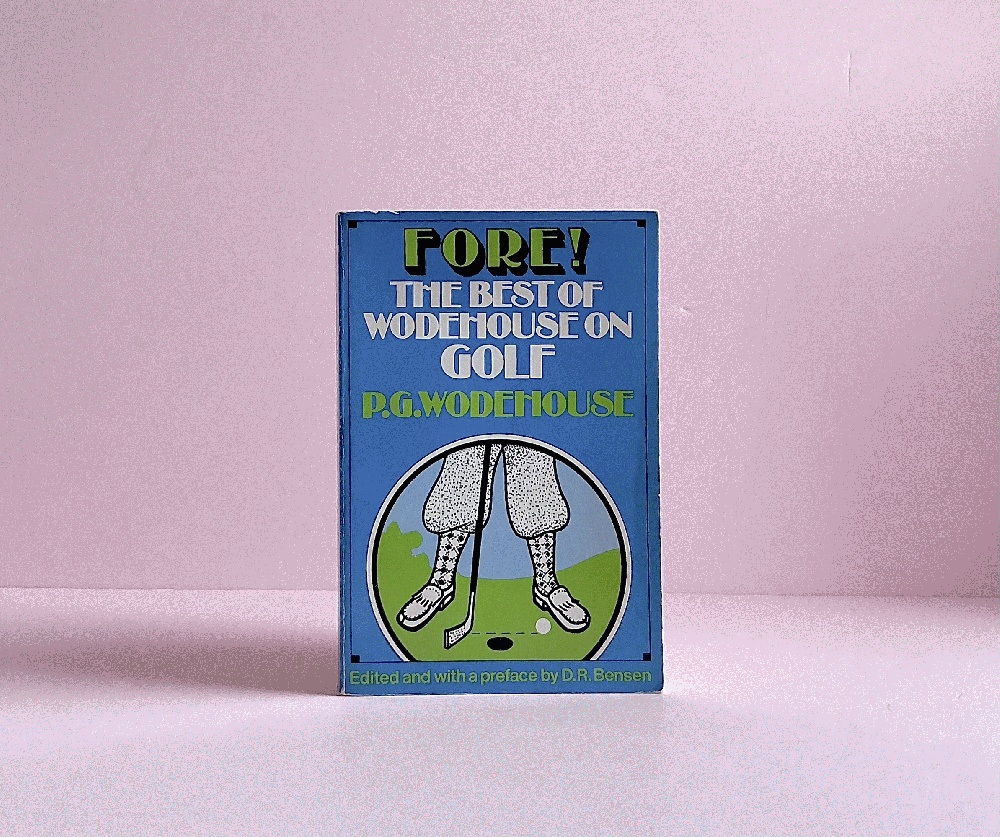 FORE!
THE BEST OF
WODEHOUSE ON
GOLF
P.G.WODEHOUSE
Edited and with a preface by D.R. Bensen